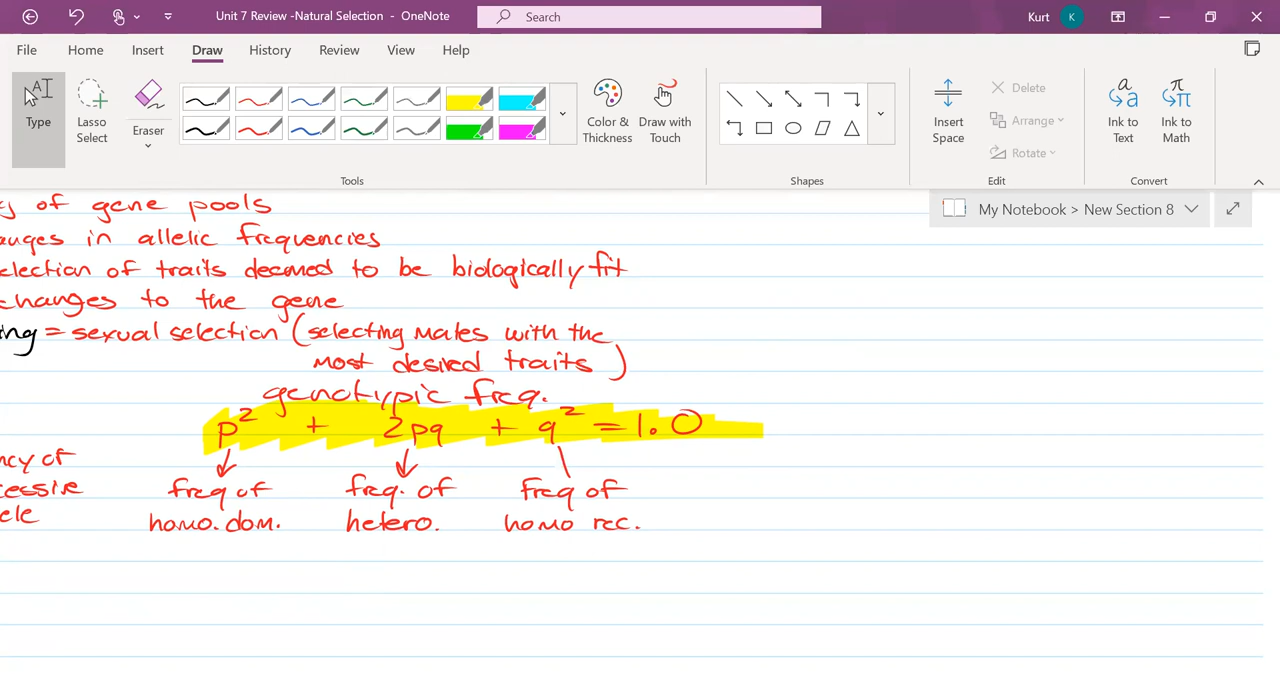 Unit 7 Review -Natural Selection - OneNote
Search
Kurt
K
File Home Insert Draw History Review View Help
Type
Lasso Select
Eraser
Color & Thickness
Draw with Touch
Insert Space
Delete
Arrange
Rotate
Ink to Text
Ink to Math
Tools
Shapes
Edit
Convert
My Notebook > New Section 8
of gene pools
in allelic frequencies
of traits deemed to be biologically fit
changes to the gene
ing = sexual selection (selecting mates with the
most desired traits)
genotypic freq.
p² + 2pq + q² = 1.0
ncy of
cessive
ele
freq of homo. dom.
freq. of hetero.
freq of homo rec.